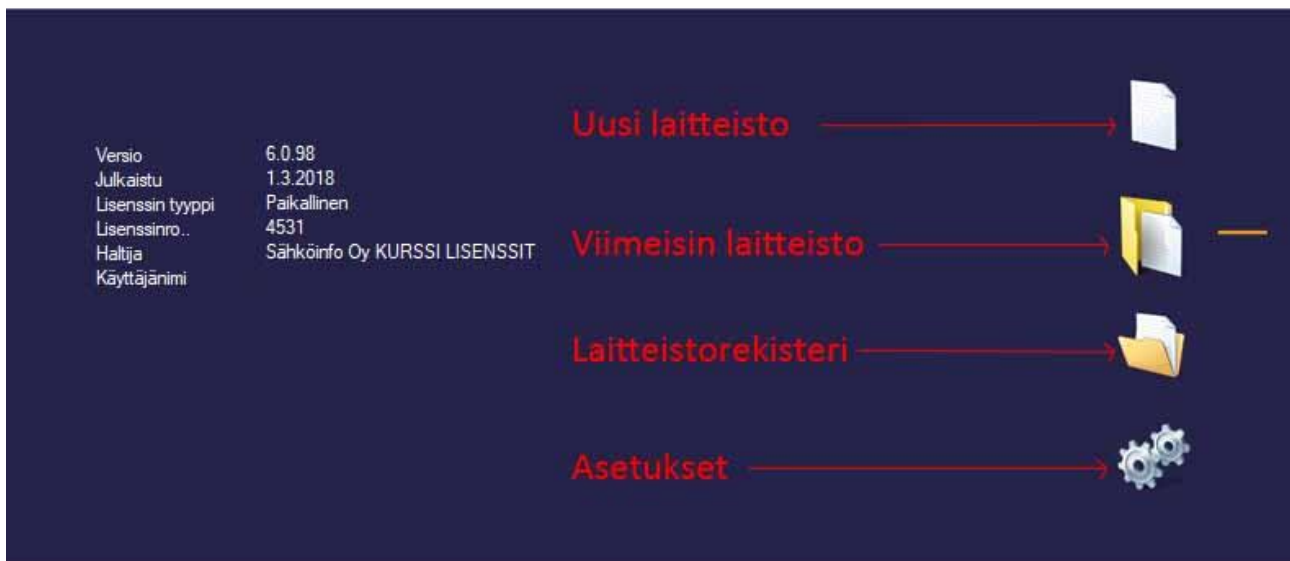 Versio 6.0.98
Julkaistu 1.3.2018
Lisenssin tyyppi Paikallinen
Lisenssinro.. 4531
Haltija Sähköinfo Oy KURSSI LISENSSIT
Käyttäjänimi
Uusi laitteisto
Viimeisin laitteisto
Laitteistorekisteri
Asetukset